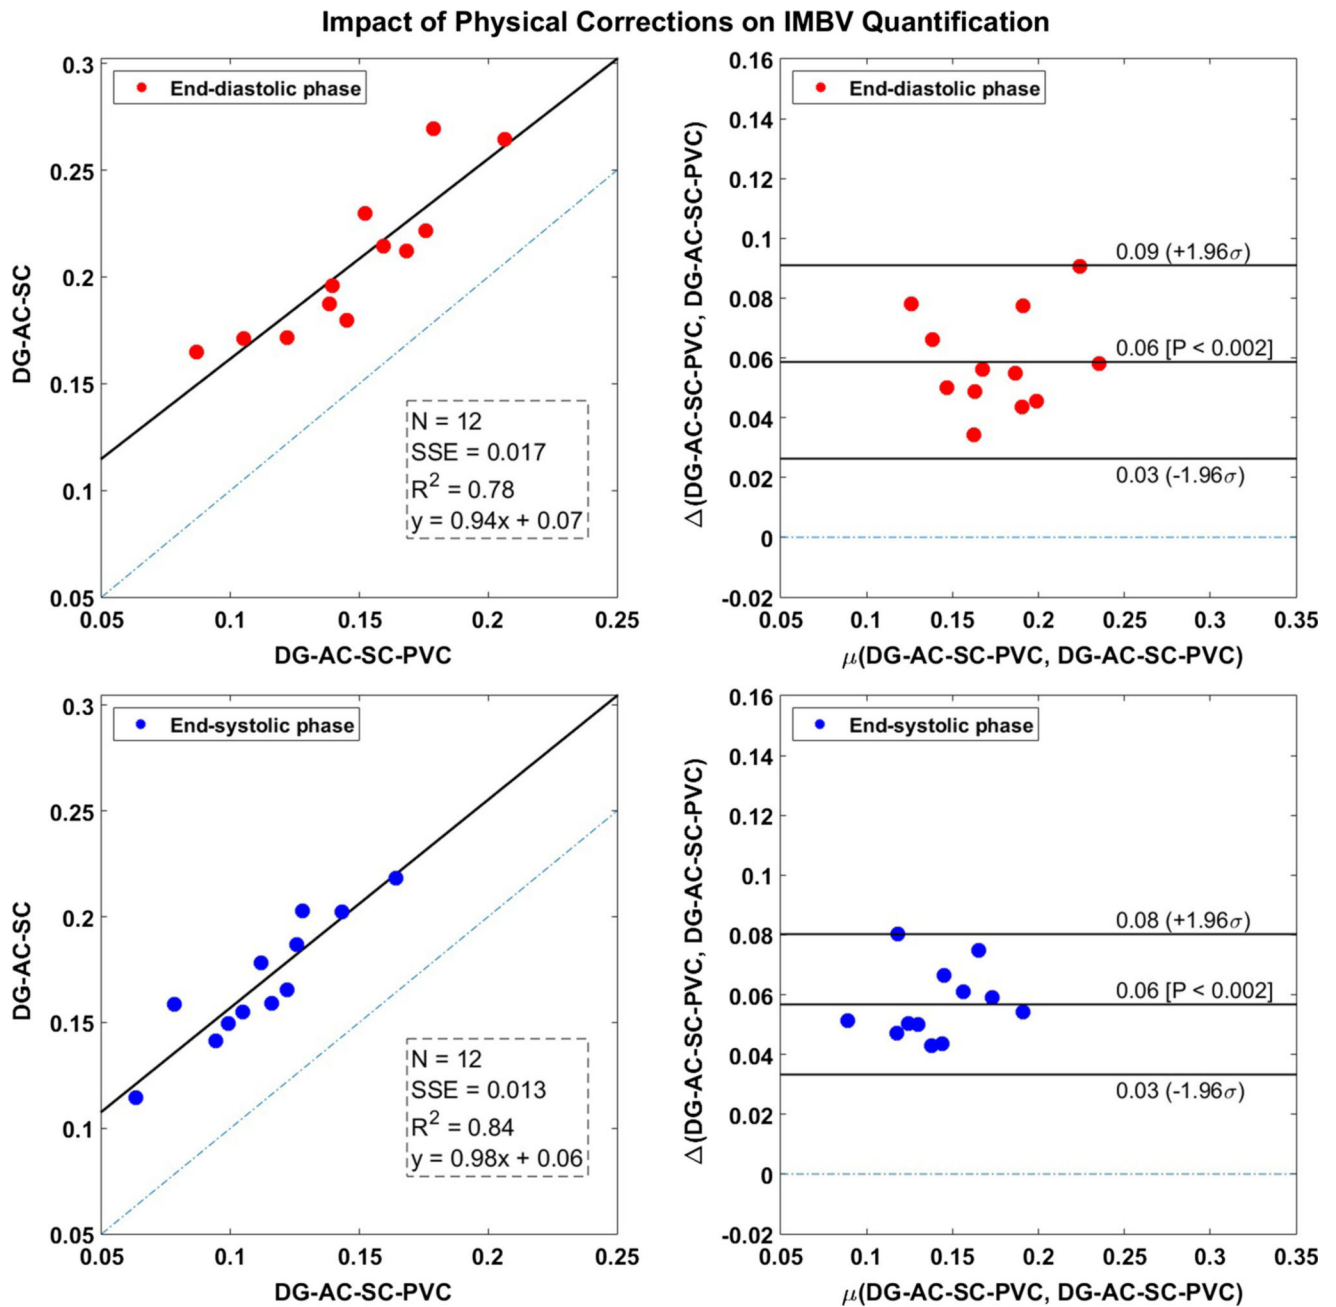 Impact of Physical Corrections on IMBV Quantification
End-diastolic phase
0.3
0.25
0.2
0.15
0.1
0.05
DG-AC-SC
N = 12
SSE = 0.017
R² = 0.78
y = 0.94x + 0.07
0.05 0.1 0.15 0.2 0.25
DG-AC-SC-PVC
End-diastolic phase
0.16
0.14
0.12
0.1
0.08
0.06
0.04
0.02
0
-0.02
Δ(DG-AC-SC-PVC, DG-AC-SC-PVC)
0.09 (+1.96σ)
0.06 [P < 0.002]
0.03 (-1.96σ)
0.05 0.1 0.15 0.2 0.25 0.3 0.35
μ(DG-AC-SC-PVC, DG-AC-SC-PVC)
End-systolic phase
0.3
0.25
0.2
0.15
0.1
0.05
DG-AC-SC
N = 12
SSE = 0.013
R² = 0.84
y = 0.98x + 0.06
0.05 0.1 0.15 0.2 0.25
DG-AC-SC-PVC
End-systolic phase
0.16
0.14
0.12
0.1
0.08
0.06
0.04
0.02
0
-0.02
Δ(DG-AC-SC-PVC, DG-AC-SC-PVC)
0.08 (+1.96σ)
0.06 [P < 0.002]
0.03 (-1.96σ)
0.05 0.1 0.15 0.2 0.25 0.3 0.35
μ(DG-AC-SC-PVC, DG-AC-SC-PVC)